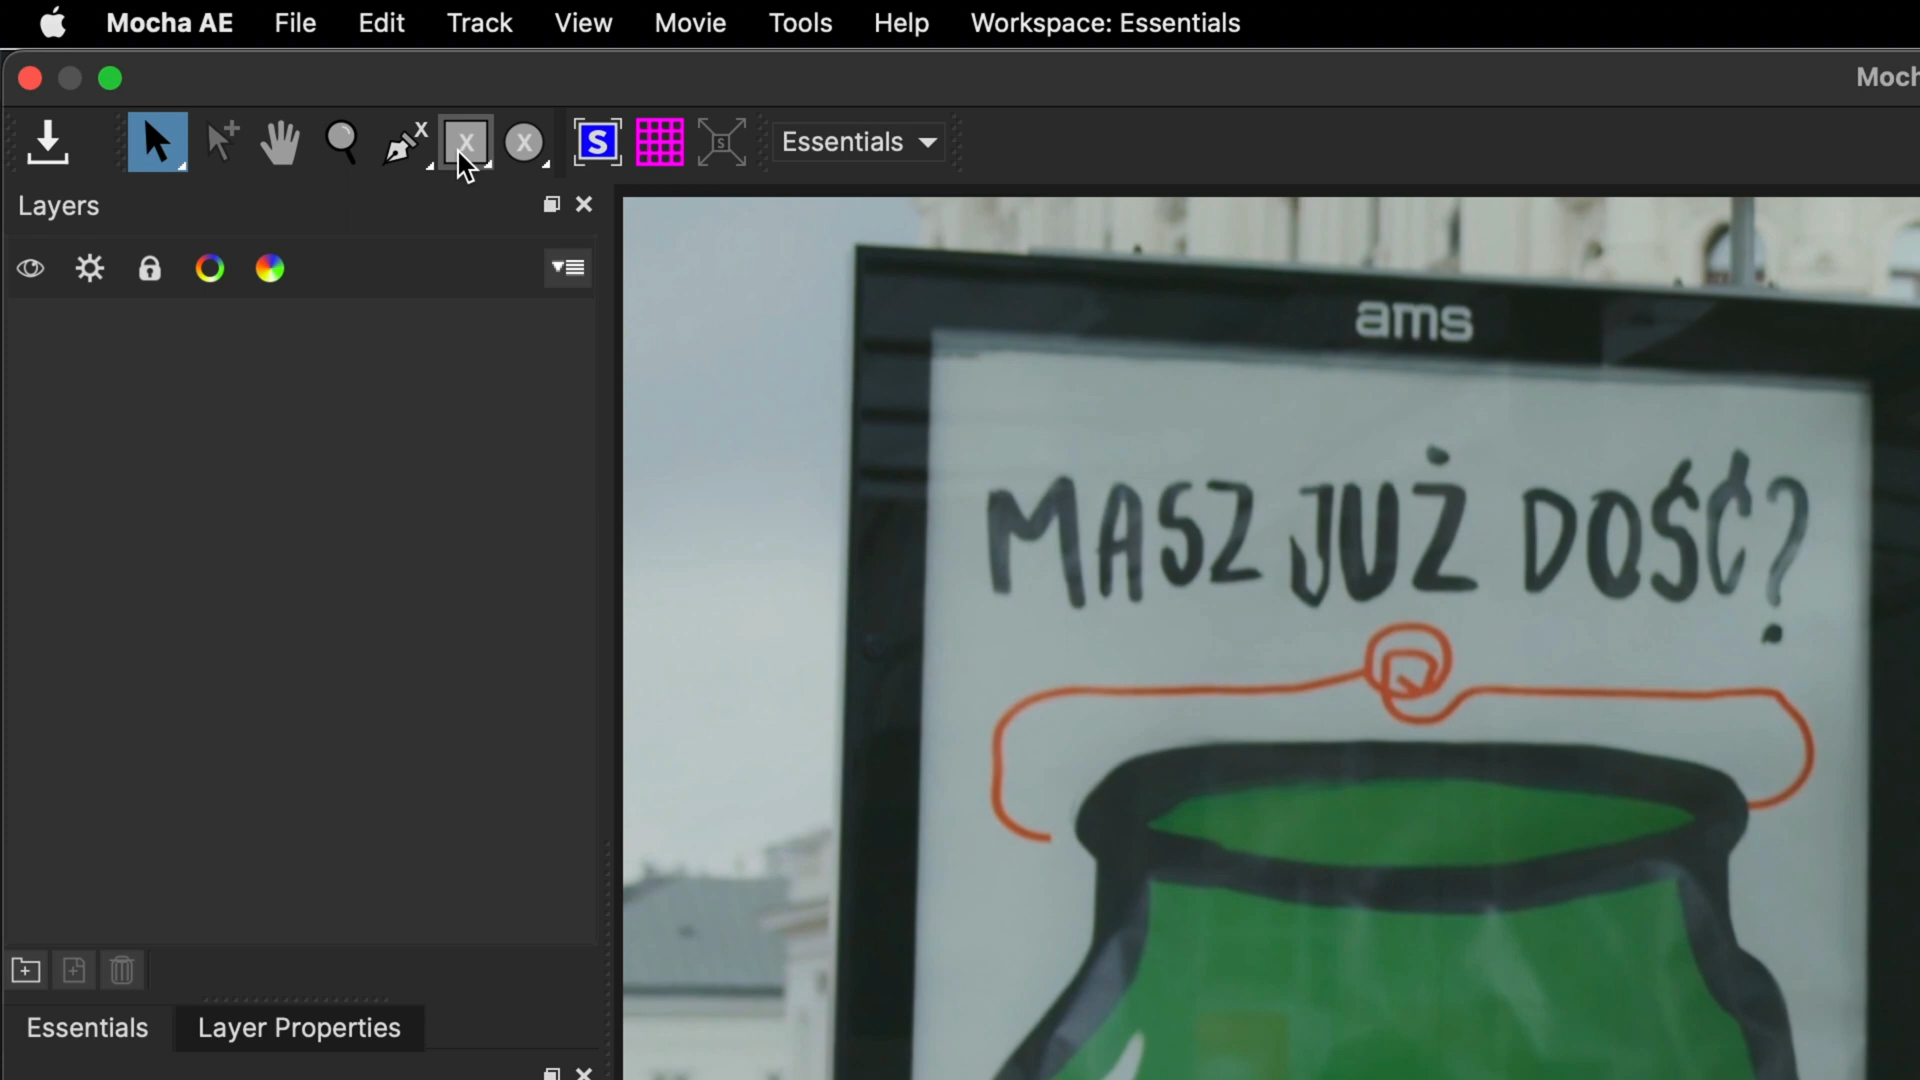 Mocha AE File Edit Track View Movie Tools Help Workspace: Essentials
Moch
X X X S S Essentials
Layers
ams
MASZ JUŻ DOŚĆ?
Essentials Layer Properties